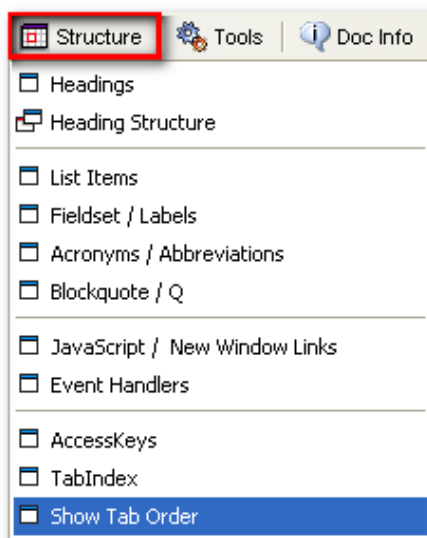 Structure Tools Doc Info
Headings
Heading Structure
List Items
Fieldset / Labels
Acronyms / Abbreviations
Blockquote / Q
JavaScript / New Window Links
Event Handlers
AccessKeys
TabIndex
Show Tab Order